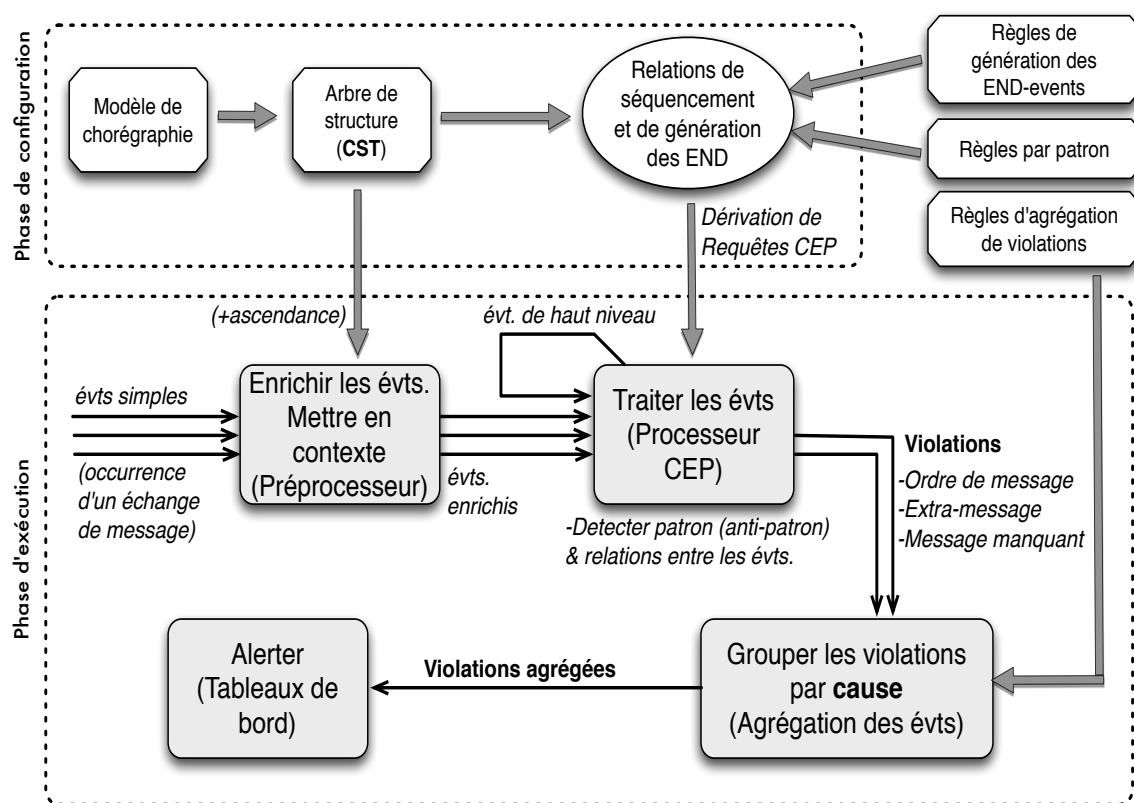 Phase de configuration
Modèle de
chorégraphie
Arbre de
structure
(CST)
Relations de
séquencement
et de génération
des END
Règles de
génération des
END-events
Règles par patron
Règles d'agrégation
de violations
Dérivation de
Requêtes CEP
Phase d'exécution
(+ascendance)
évt. de haut niveau
évts simples
(occurrence
d'un échange
de message)
Enrichir les évts.
Mettre en
contexte
(Préprocesseur)
évts.
enrichis
Traiter les évts
(Processeur
CEP)
-Detecter patron (anti-patron)
& relations entre les évts.
Violations
-Ordre de message
-Extra-message
-Message manquant
Alerter
(Tableaux de
bord)
Violations agrégées
Grouper les violations
par cause
(Agrégation des évts)